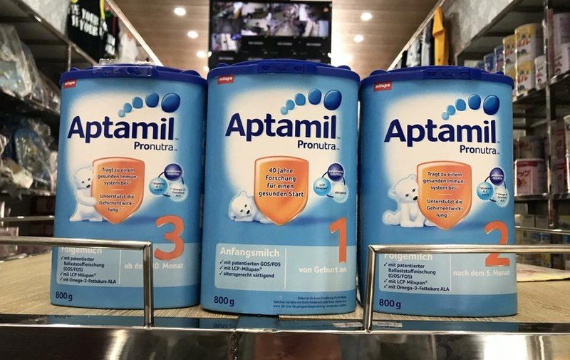 milupa
Aptamil
Pronutra
Trägt zu einem
gesunden Immun
system bei
Unterstützt die
Gehirnentwick-
lung
3
Folgemilch
ab dem 10. Monat
800g
milupa
Aptamil
Pronutra
40 Jahre
Forschung
für einen
gesunden Start
1
Anfangsmilch
von Geburt an
✓ mit patentierten GOS/FOS
✓ mit LCP-Milupan
✓ altersgerecht sättigend
800g
milupa
Aptamil
Pronutra
Trägt zu einem
gesunden Immun
system bei
Unterstützt die
Gehirnentwick-
lung
2
Folgemilch
nach dem 6. Monat
✓ mit patentierter
Ballaststoffmischung
(GOS/FOS)
✓ mit LCP Milupan
✓ mit Omega-3-Fettsäure ALA
800g